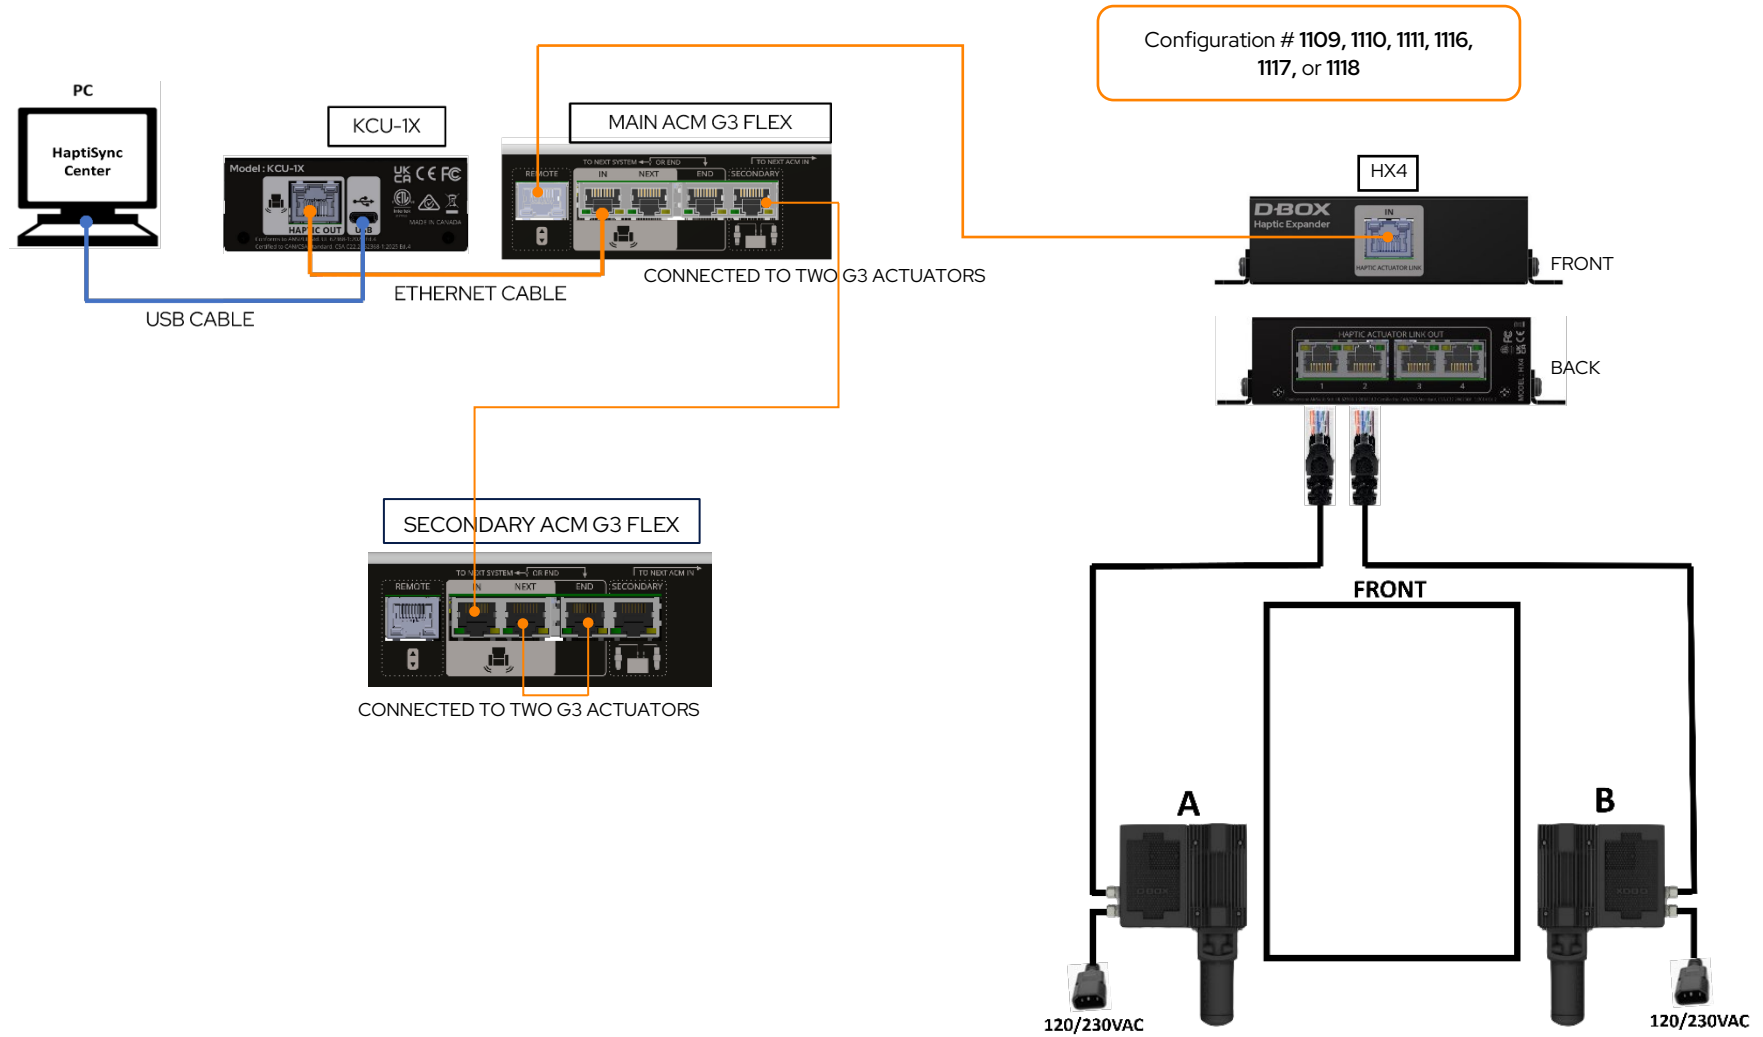 Configuration # 1109, 1110, 1111, 1116,
1117, or 1118
PC
HaptiSync
Center
KCU-1X
Model : KCU-1X
HAPTIC OUT
USB
MADE IN CANADA
USB CABLE
ETHERNET CABLE
MAIN ACM G3 FLEX
TO NEXT SYSTEM
OR END
TO NEXT ACM IN
REMOTE
IN
NEXT
END
SECONDARY
CONNECTED TO TWO G3 ACTUATORS
SECONDARY ACM G3 FLEX
TO NEXT SYSTEM
OR END
TO NEXT ACM IN
REMOTE
IN
NEXT
END
SECONDARY
CONNECTED TO TWO G3 ACTUATORS
HX4
D-BOX
Haptic Expander
IN
HAPTIC ACTUATOR LINK
FRONT
HAPTIC ACTUATOR LINK OUT
1 2 3 4
MODEL : HX4
BACK
FRONT
A
B
D-BOX
120/230VAC
120/230VAC